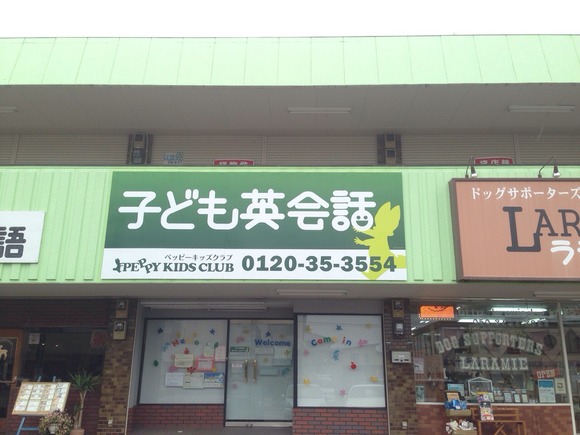 子ども英会話
ペッピーキッズクラブ
PEPPY KIDS CLUB 0120-35-3554
語
ドッグサポーターズ
LAR
ラ
Welcome
Come in
DOG SUPPORTERS
LARAMIE
OPEN